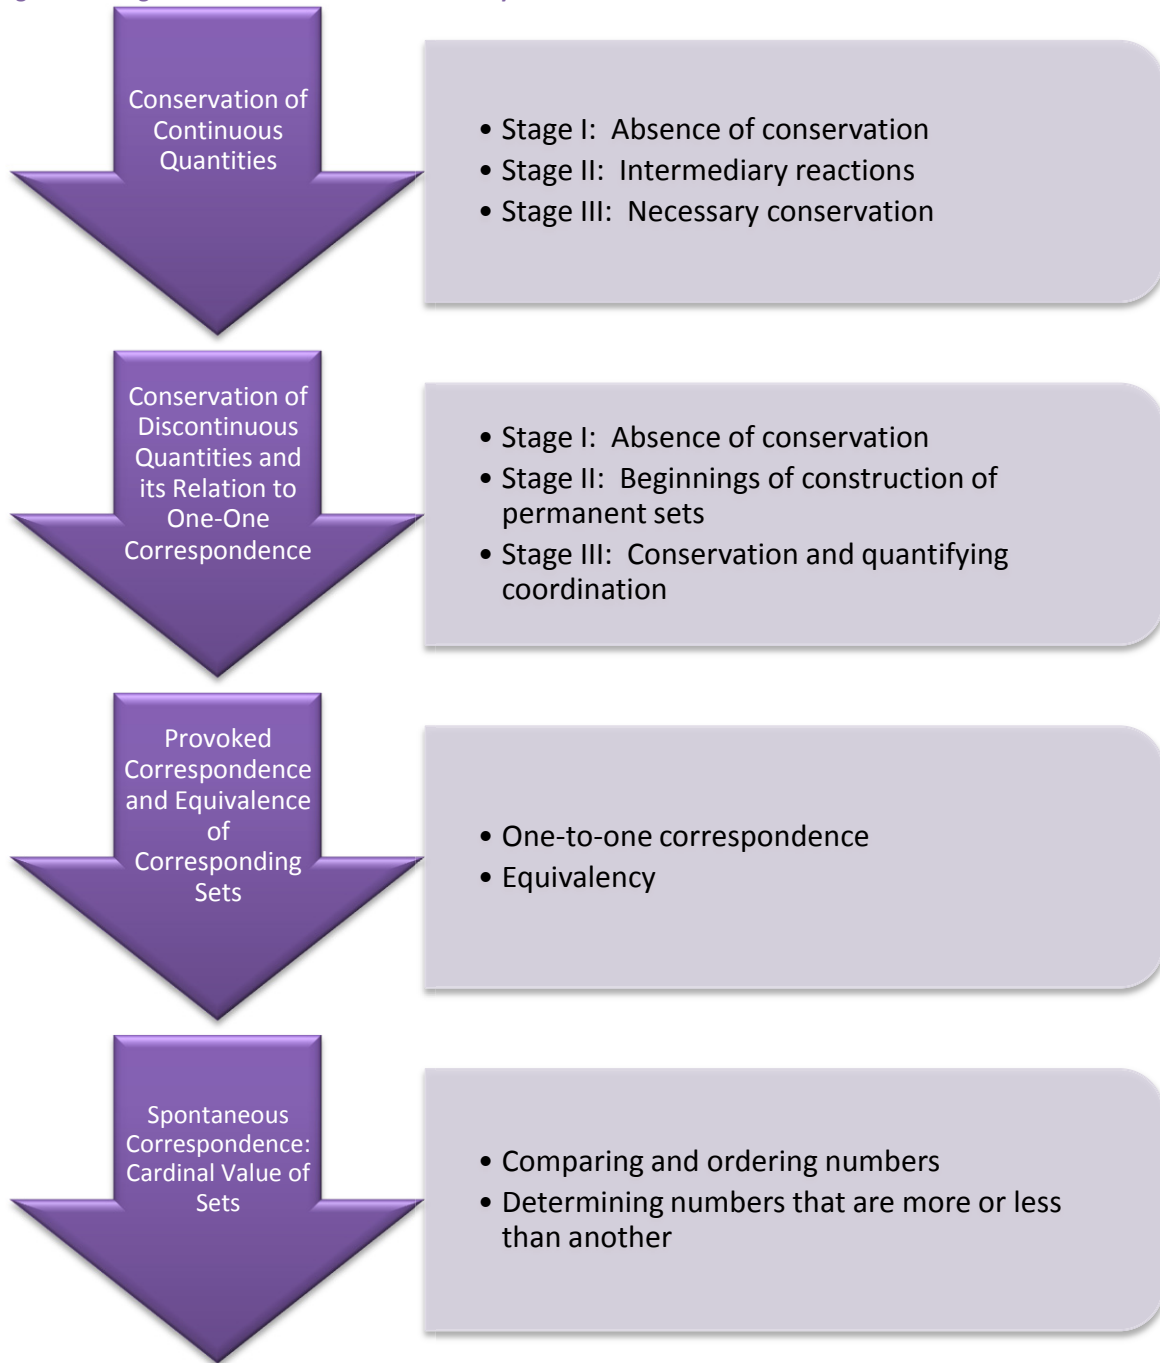 Conservation of
Continuous
Quantities
• Stage I: Absence of conservation
• Stage II: Intermediary reactions
• Stage III: Necessary conservation
Conservation of
Discontinuous
Quantities and
its Relation to
One-One
Correspondence
• Stage I: Absence of conservation
• Stage II: Beginnings of construction of
permanent sets
• Stage III: Conservation and quantifying
coordination
Provoked
Correspondence
and Equivalence
of
Corresponding
Sets
• One-to-one correspondence
• Equivalency
Spontaneous
Correspondence:
Cardinal Value of
Sets
• Comparing and ordering numbers
• Determining numbers that are more or less
than another